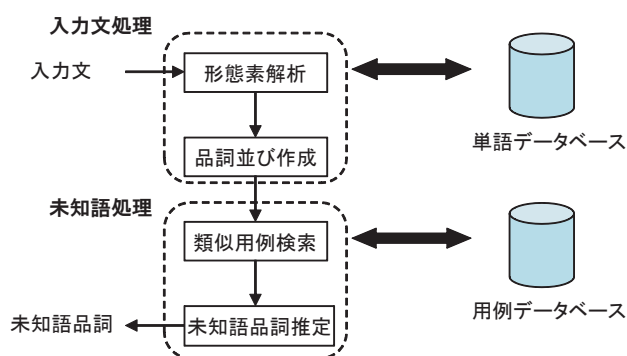 入力文処理
入力文
形態素解析
単語データベース
品詞並び作成
未知語処理
類似用例検索
用例データベース
未知語品詞
未知語品詞推定